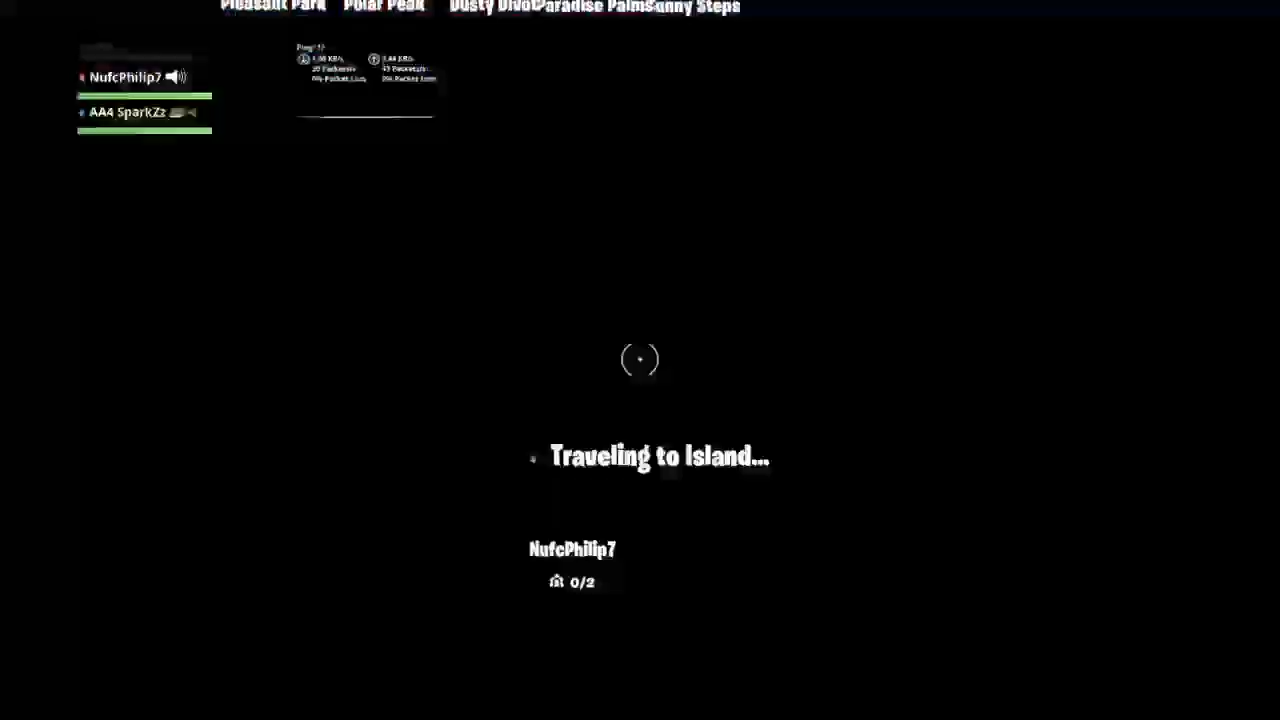 Pleasant Park Polar Peak Dusty Divot Paradise Palms Sunny Steps
NufcPhilip7
AA4 SparkZz
Traveling to Island...
NufcPhilip7
0/2